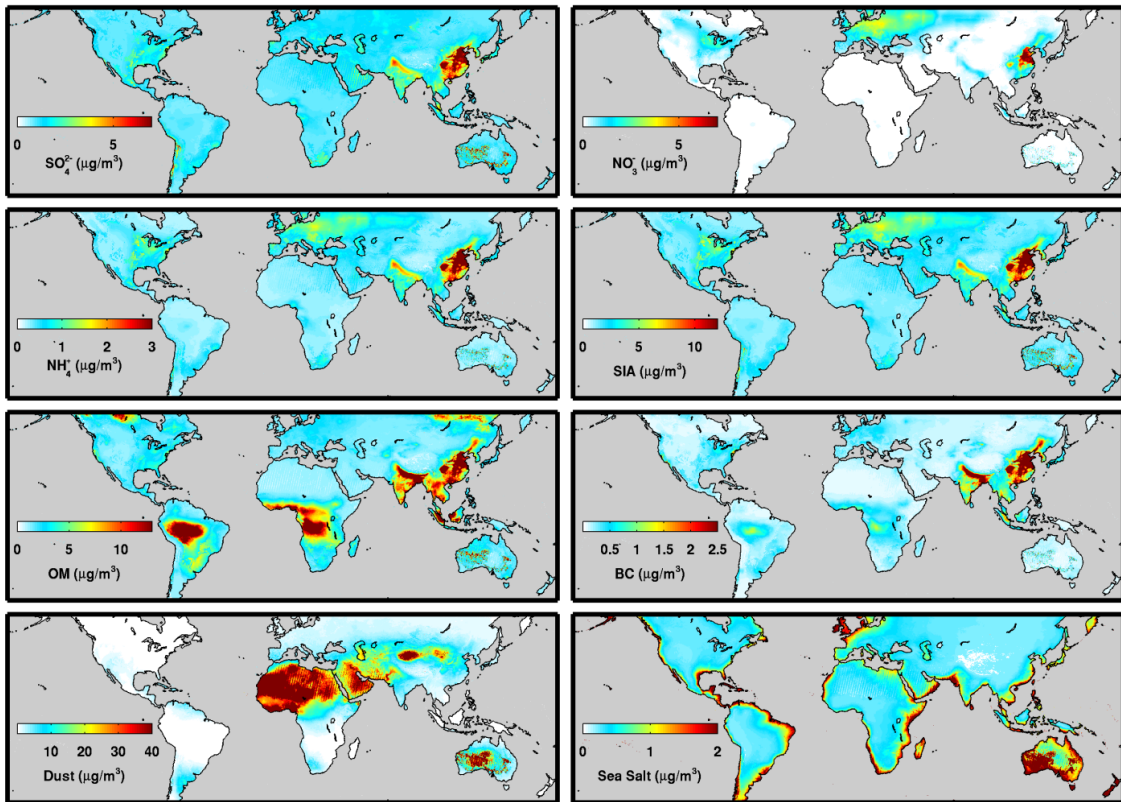 0 5
SO₄²⁻ (μg/m³)
0 5
NO₃⁻ (μg/m³)
0 1 2 3
NH₄⁺ (μg/m³)
0 5 10
SIA (μg/m³)
0 5 10
OM (μg/m³)
0.5 1 1.5 2 2.5
BC (μg/m³)
10 20 30 40
Dust (μg/m³)
0 1 2
Sea Salt (μg/m³)